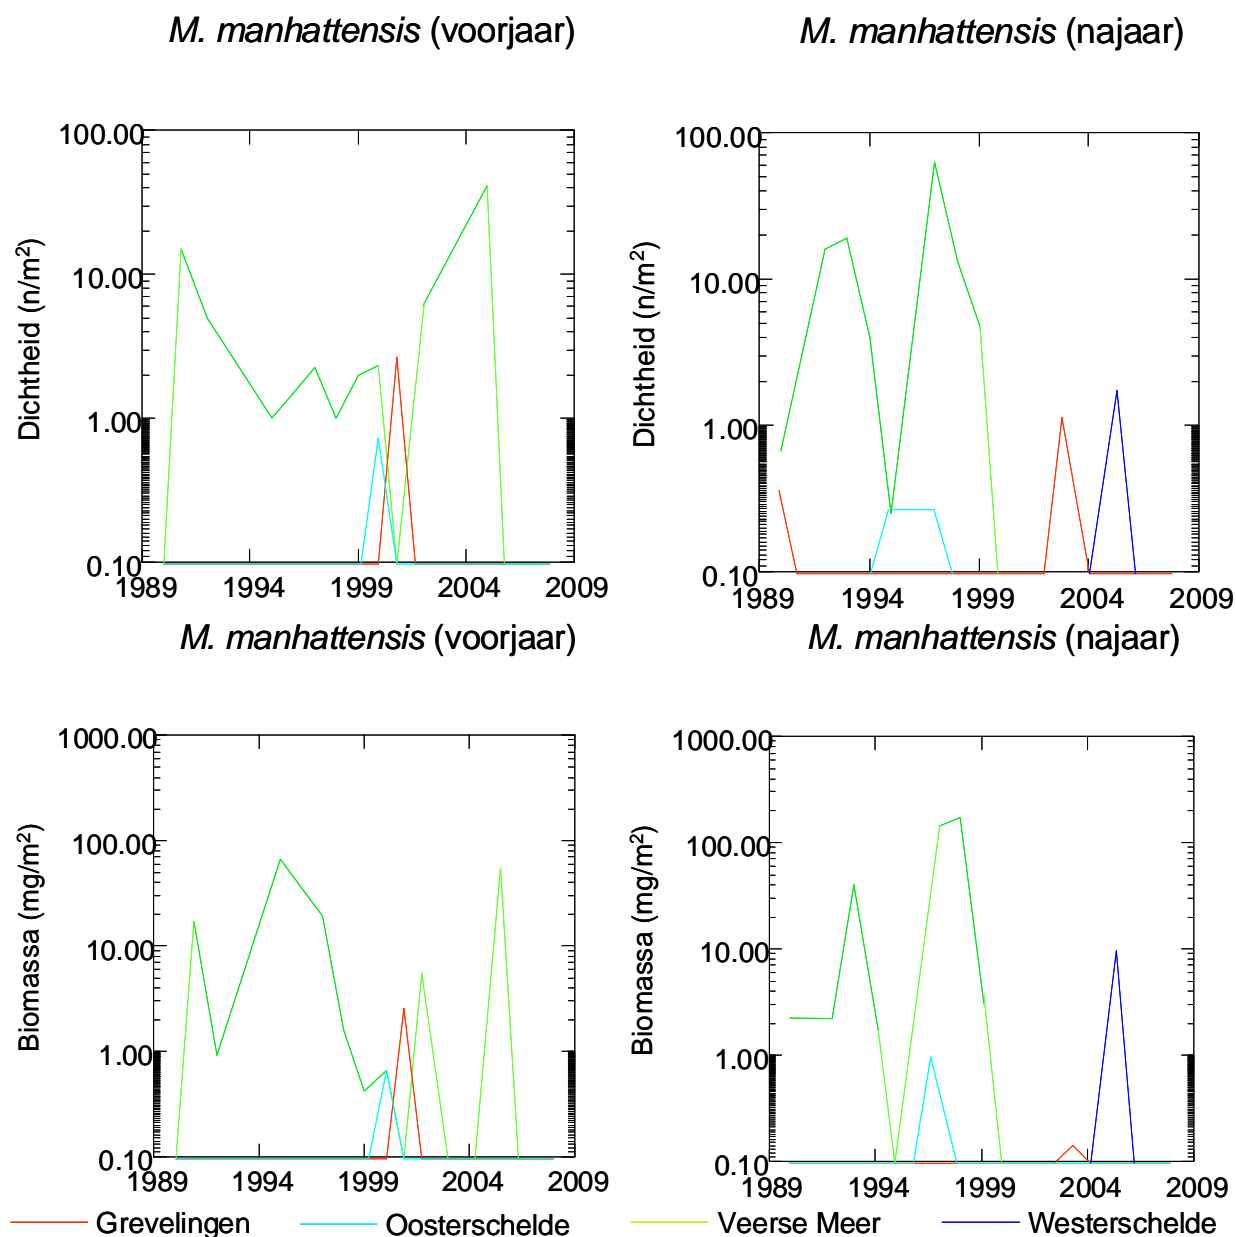 M. manhattensis (voorjaar)
M. manhattensis (najaar)
Dichtheid (n/m²)
100.00
10.00
1.00
0.10
1989 1994 1999 2004 2009
Dichtheid (n/m²)
100.00
10.00
1.00
0.10
1989 1994 1999 2004 2009
M. manhattensis (voorjaar)
M. manhattensis (najaar)
Biomassa (mg/m²)
1000.00
100.00
10.00
1.00
0.10
1989 1994 1999 2004 2009
Biomassa (mg/m²)
1000.00
100.00
10.00
1.00
0.10
1989 1994 1999 2004 2009
Grevelingen Oosterschelde Veerse Meer Westerschelde